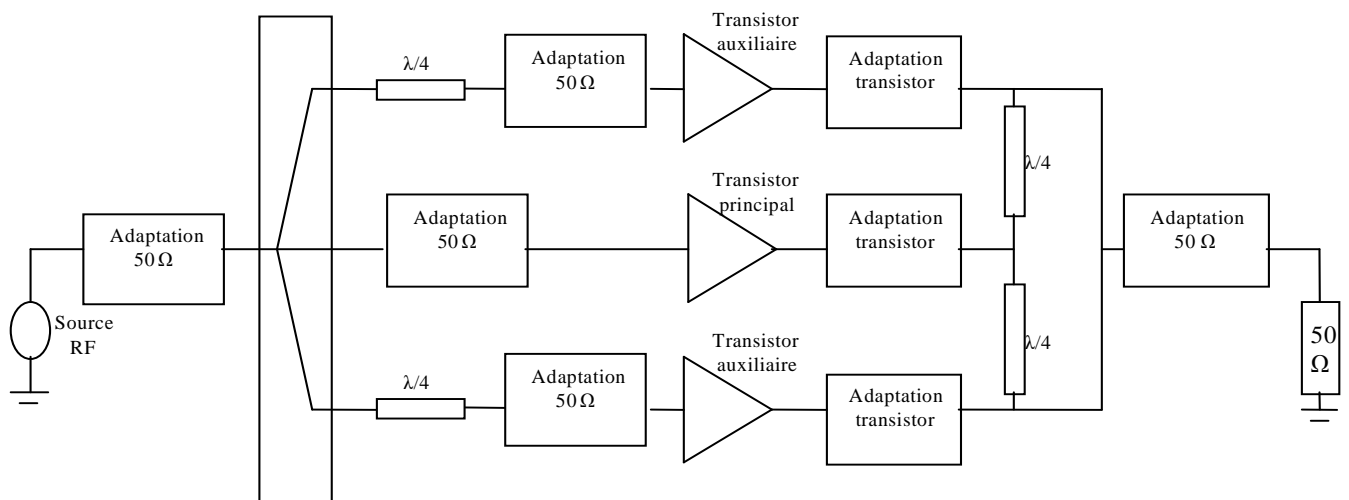 Transistor
auxiliaire
λ/4
Adaptation
50 Ω
Adaptation
transistor
λ/4
Transistor
principal
Adaptation
50 Ω
Adaptation
50 Ω
Adaptation
transistor
Adaptation
50 Ω
Source
RF
Transistor
auxiliaire
λ/4
50
Ω
λ/4
Adaptation
50 Ω
Adaptation
transistor